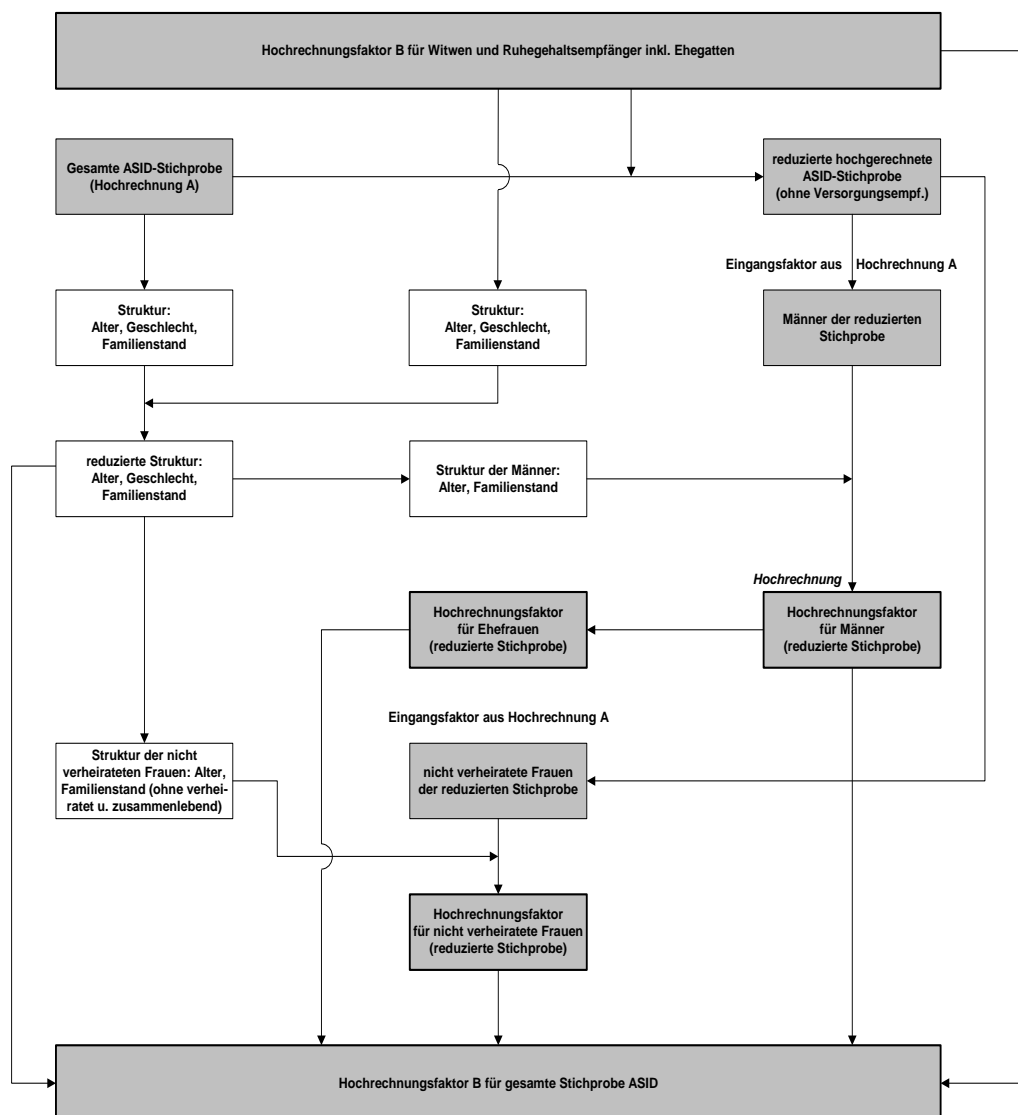 Hochrechnungsfaktor B für Witwen und Ruhegehaltsempfänger inkl. Ehegatten
Gesamte ASID-Stichprobe
(Hochrechnung A)
reduzierte hochgerechnete
ASID-Stichprobe
(ohne Versorgungsempf.)
Eingangsfaktor aus Hochrechnung A
Struktur:
Alter, Geschlecht,
Familienstand
Struktur:
Alter, Geschlecht,
Familienstand
Männer der reduzierten
Stichprobe
reduzierte Struktur:
Alter, Geschlecht,
Familienstand
Struktur der Männer:
Alter, Familienstand
Hochrechnung
Hochrechnungsfaktor
für Ehefrauen
(reduzierte Stichprobe)
Hochrechnungsfaktor
für Männer
(reduzierte Stichprobe)
Eingangsfaktor aus Hochrechnung A
Struktur der nicht
verheirateten Frauen: Alter,
Familienstand (ohne verhei-
ratet u. zusammenlebend)
nicht verheiratete Frauen
der reduzierten Stichprobe
Hochrechnungsfaktor
für nicht verheiratete Frauen
(reduzierte Stichprobe)
Hochrechnungsfaktor B für gesamte Stichprobe ASID